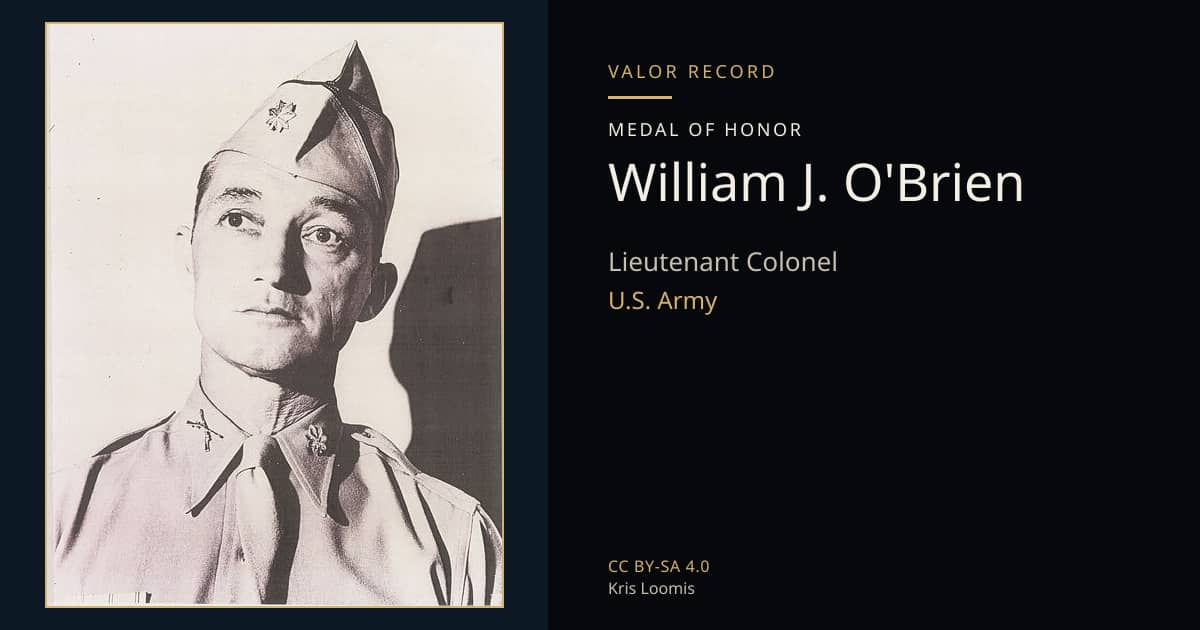 VALOR RECORD
MEDAL OF HONOR
William J. O'Brien
Lieutenant Colonel
U.S. Army
CC BY-SA 4.0
Kris Loomis